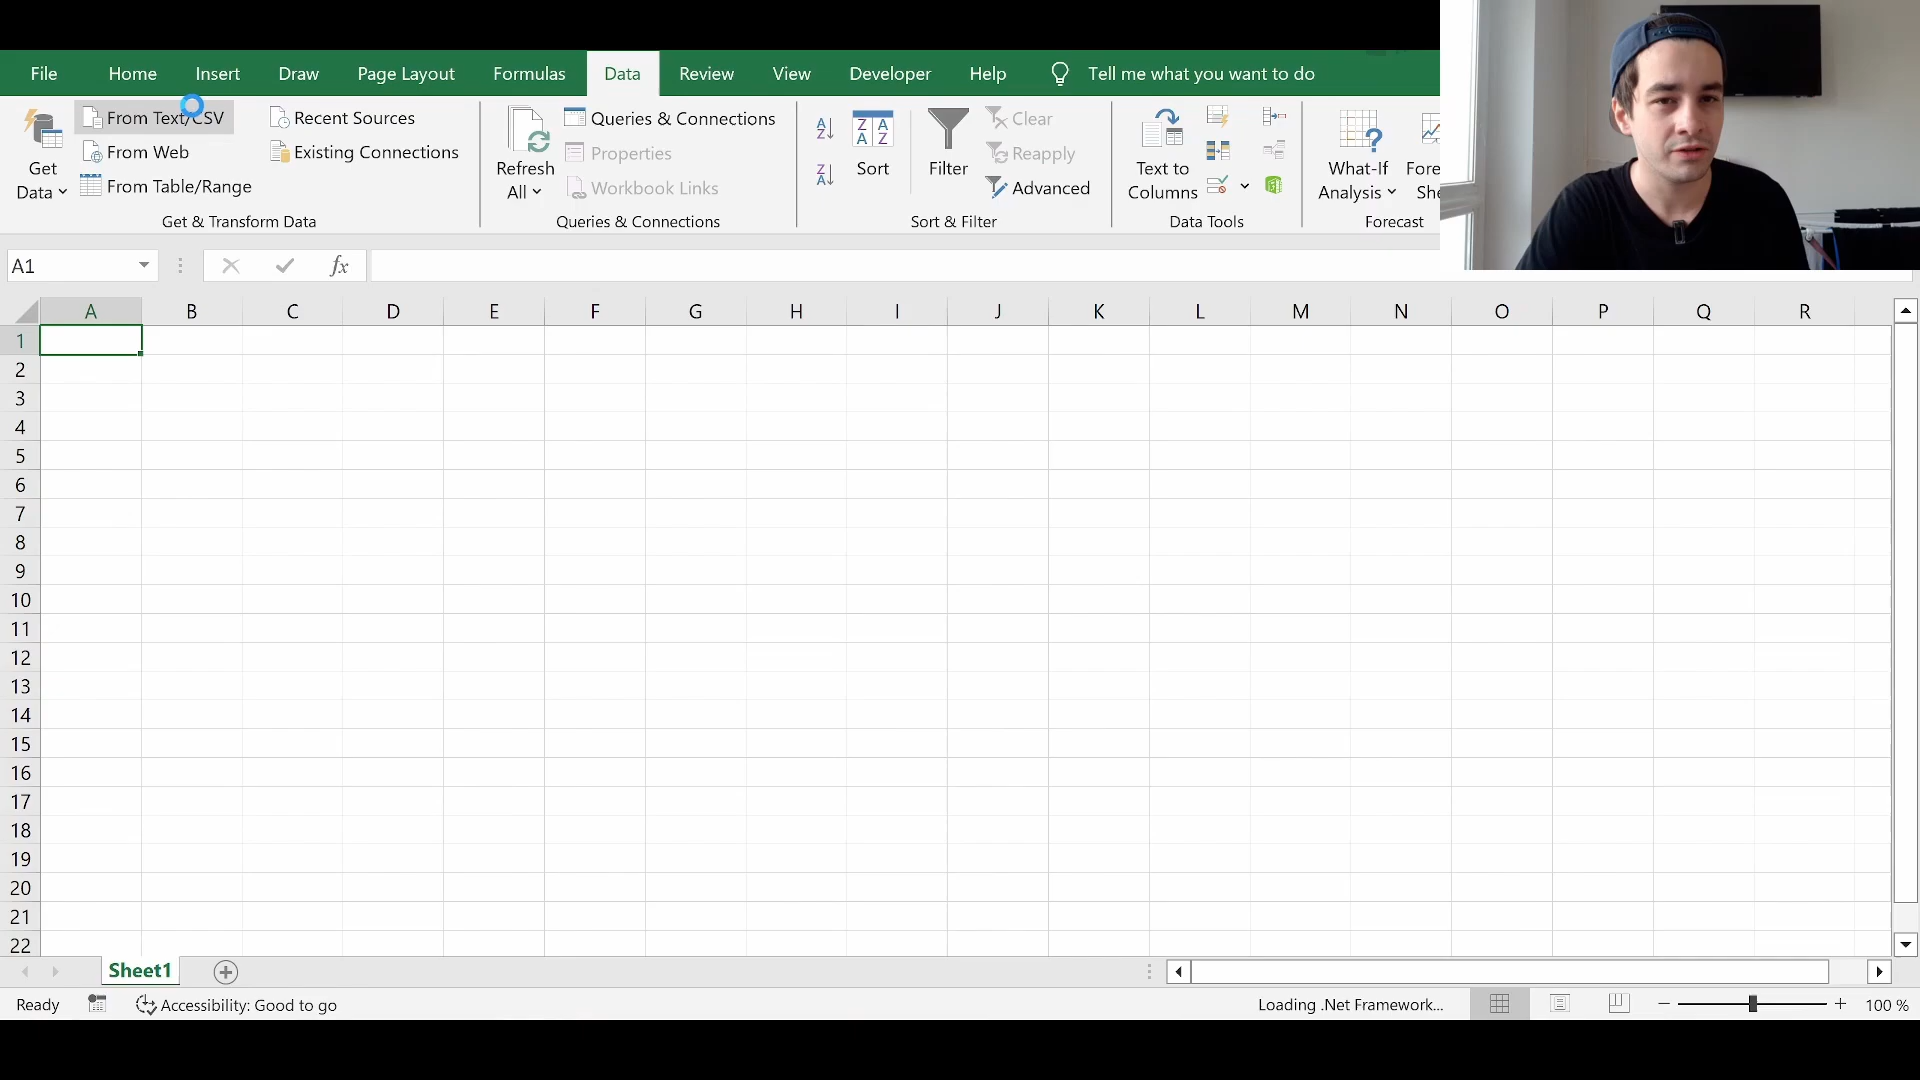 File Home Insert Draw Page Layout Formulas Data Review View Developer Help Tell me what you want to do
Get Data
From Text/CSV
From Web
From Table/Range
Recent Sources
Existing Connections
Get & Transform Data
Refresh All
Queries & Connections
Properties
Workbook Links
Queries & Connections
Sort
Filter
Clear
Reapply
Advanced
Sort & Filter
Text to Columns
Data Tools
What-If Analysis
Fore
She
Forecast
A1 fx
A B C D E F G H I J K L M N O P Q R
1
2
3
4
5
6
7
8
9
10
11
12
13
14
15
16
17
18
19
20
21
22
Sheet1
Ready Accessibility: Good to go Loading .Net Framework... 100 %